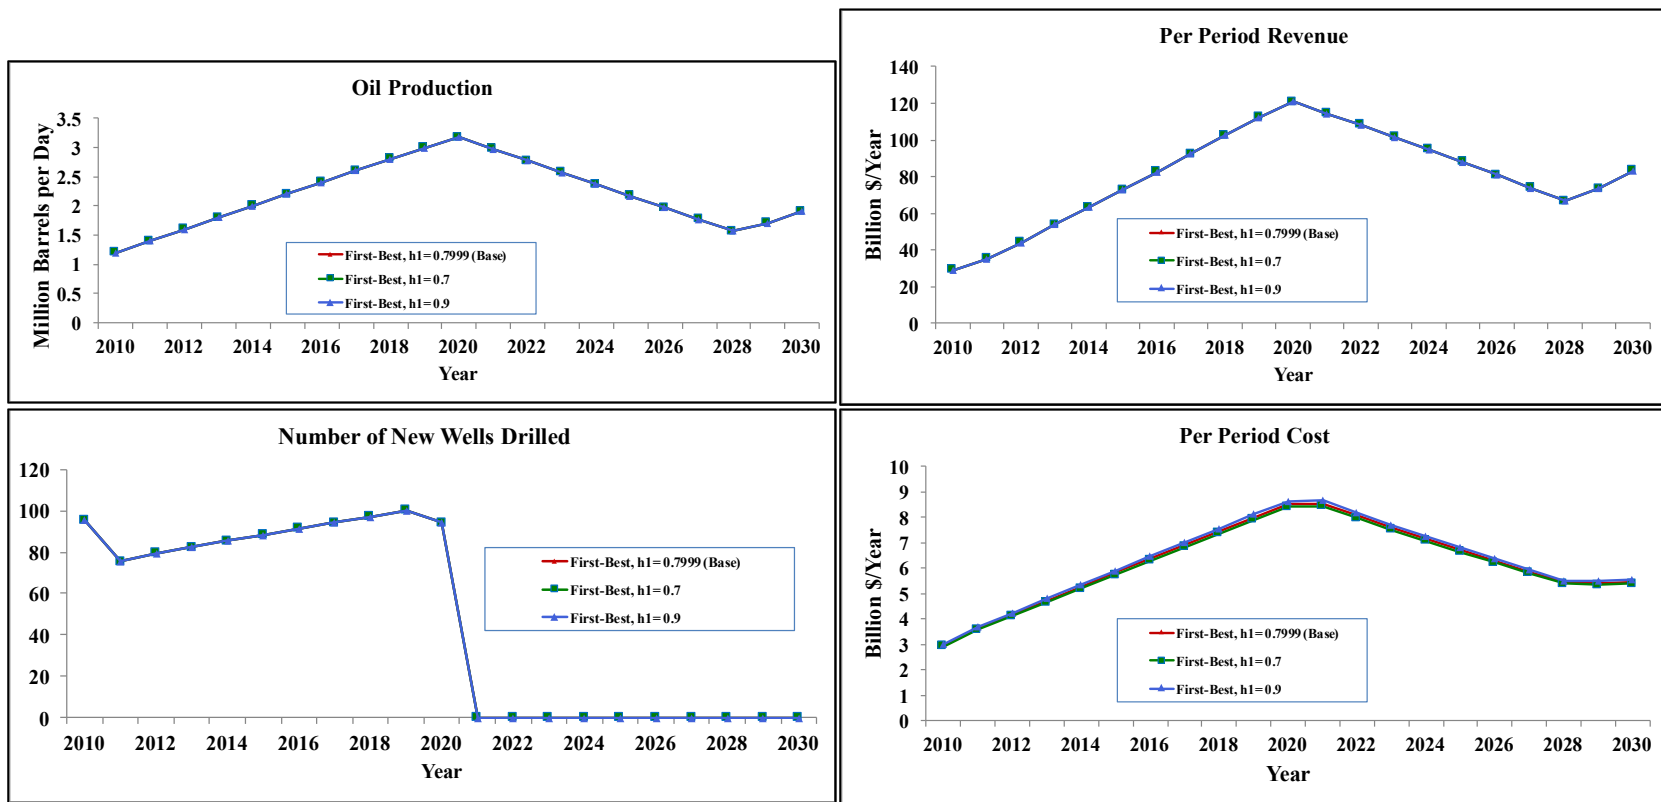 Oil Production
Million Barrels per Day
3.5
3
2.5
2
1.5
1
0.5
0
First-Best, h1=0.7999 (Base)
First-Best, h1=0.7
First-Best, h1=0.9
2010 2012 2014 2016 2018 2020 2022 2024 2026 2028 2030
Year
Per Period Revenue
Billion $/Year
140
120
100
80
60
40
20
0
First-Best, h1=0.7999 (Base)
First-Best, h1=0.7
First-Best, h1=0.9
2010 2012 2014 2016 2018 2020 2022 2024 2026 2028 2030
Year
Number of New Wells Drilled
120
100
80
60
40
20
0
First-Best, h1=0.7999 (Base)
First-Best, h1=0.7
First-Best, h1=0.9
2010 2012 2014 2016 2018 2020 2022 2024 2026 2028 2030
Year
Per Period Cost
Billion $/Year
10
9
8
7
6
5
4
3
2
1
0
First-Best, h1=0.7999 (Base)
First-Best, h1=0.7
First-Best, h1=0.9
2010 2012 2014 2016 2018 2020 2022 2024 2026 2028 2030
Year